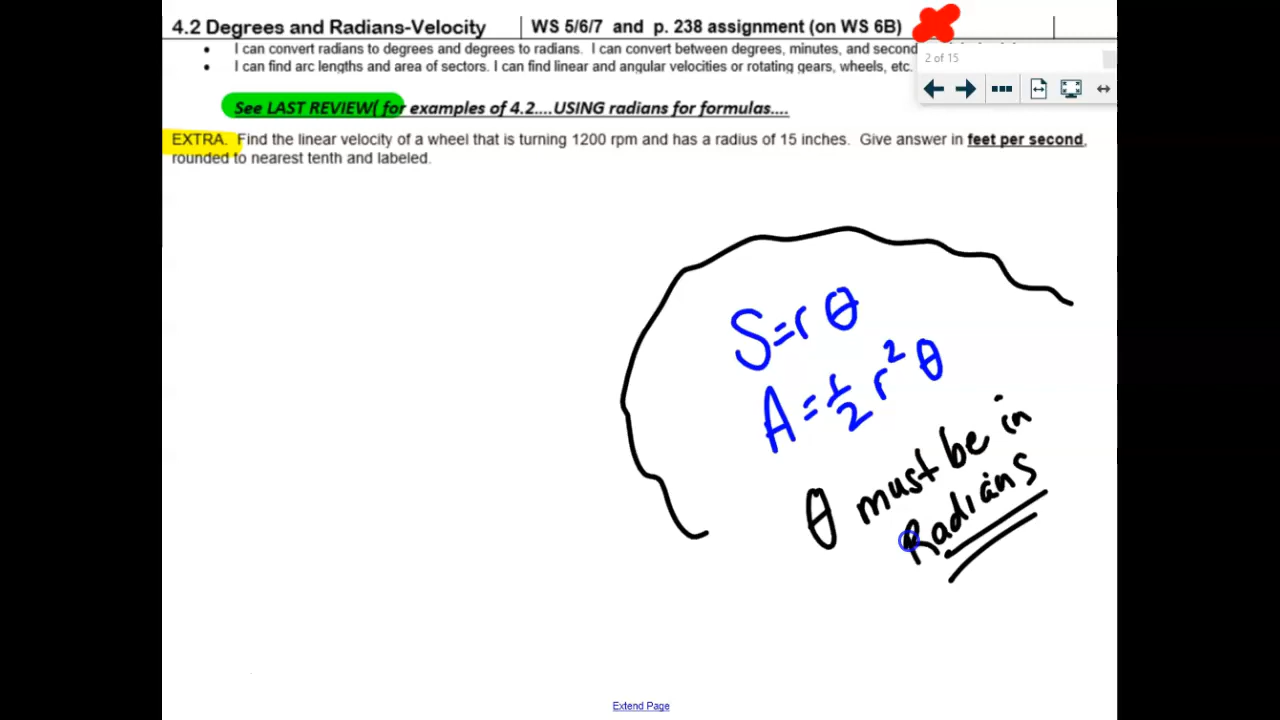 4.2 Degrees and Radians-Velocity WS 5/6/7 and p. 238 assignment (on WS 6B)
• I can convert radians to degrees and degrees to radians. I can convert between degrees, minutes, and second
• I can find arc lengths and area of sectors. I can find linear and angular velocities or rotating gears, wheels, etc.
2 of 15
See LAST REVIEW( for examples of 4.2....USING radians for formulas....
EXTRA. Find the linear velocity of a wheel that is turning 1200 rpm and has a radius of 15 inches. Give answer in feet per second,
rounded to nearest tenth and labeled.
S=rθ
A=½r²θ
θ must be in
Radians
Extend Page